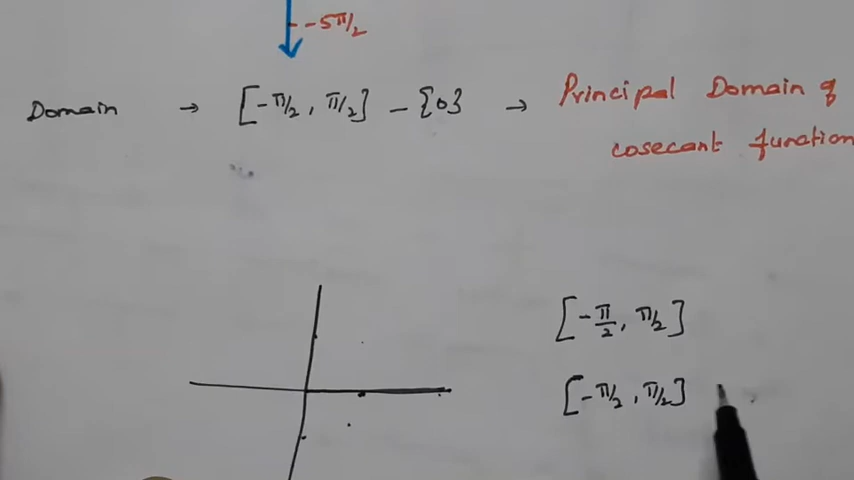 -5π/2
Domain → [-π/2, π/2] - {0} → Principal Domain of
cosecant function
[-π/2, π/2]
[-π/2, π/2]